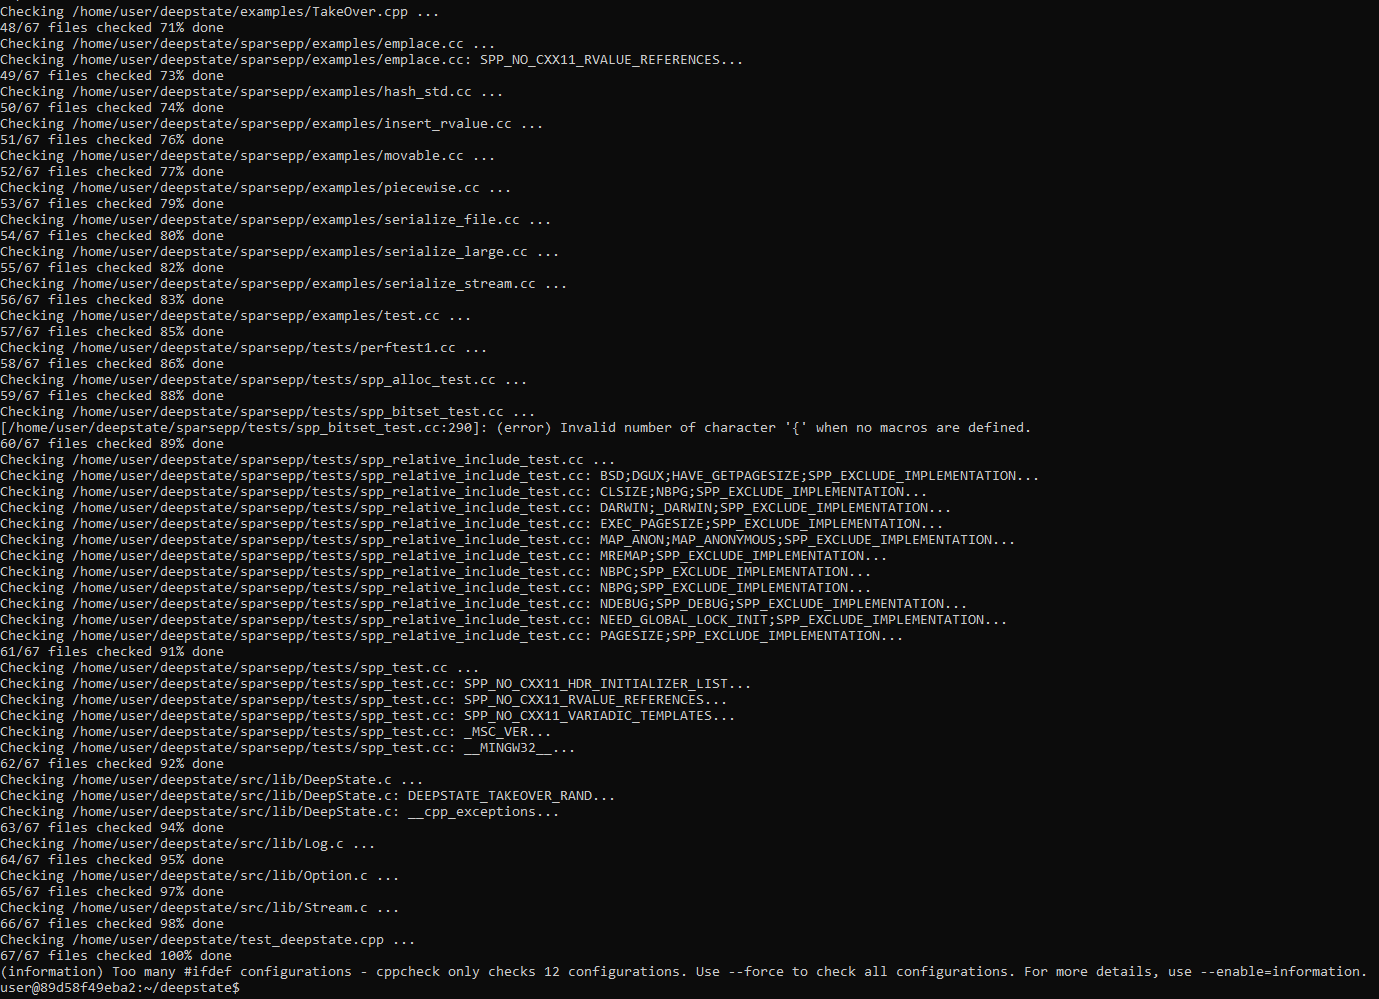 Checking /home/user/deepstate/examples/TakeOver.cpp ...
48/67 files checked 71% done
Checking /home/user/deepstate/sparsepp/examples/emplace.cc ...
Checking /home/user/deepstate/sparsepp/examples/emplace.cc: SPP_NO_CXX11_RVALUE_REFERENCES...
49/67 files checked 73% done
Checking /home/user/deepstate/sparsepp/examples/hash_std.cc ...
50/67 files checked 74% done
Checking /home/user/deepstate/sparsepp/examples/insert_rvalue.cc ...
51/67 files checked 76% done
Checking /home/user/deepstate/sparsepp/examples/movable.cc ...
52/67 files checked 77% done
Checking /home/user/deepstate/sparsepp/examples/piecewise.cc ...
53/67 files checked 79% done
Checking /home/user/deepstate/sparsepp/examples/serialize_file.cc ...
54/67 files checked 80% done
Checking /home/user/deepstate/sparsepp/examples/serialize_large.cc ...
55/67 files checked 82% done
Checking /home/user/deepstate/sparsepp/examples/serialize_stream.cc ...
56/67 files checked 83% done
Checking /home/user/deepstate/sparsepp/examples/test.cc ...
57/67 files checked 85% done
Checking /home/user/deepstate/sparsepp/tests/perftest1.cc ...
58/67 files checked 86% done
Checking /home/user/deepstate/sparsepp/tests/spp_alloc_test.cc ...
59/67 files checked 88% done
Checking /home/user/deepstate/sparsepp/tests/spp_bitset_test.cc ...
[/home/user/deepstate/sparsepp/tests/spp_bitset_test.cc:290]: (error) Invalid number of character '{' when no macros are defined.
60/67 files checked 89% done
Checking /home/user/deepstate/sparsepp/tests/spp_relative_include_test.cc ...
Checking /home/user/deepstate/sparsepp/tests/spp_relative_include_test.cc: BSD;DGUX;HAVE_GETPAGESIZE;SPP_EXCLUDE_IMPLEMENTATION...
Checking /home/user/deepstate/sparsepp/tests/spp_relative_include_test.cc: CLSIZE;NBPG;SPP_EXCLUDE_IMPLEMENTATION...
Checking /home/user/deepstate/sparsepp/tests/spp_relative_include_test.cc: DARWIN;_DARWIN;SPP_EXCLUDE_IMPLEMENTATION...
Checking /home/user/deepstate/sparsepp/tests/spp_relative_include_test.cc: EXEC_PAGESIZE;SPP_EXCLUDE_IMPLEMENTATION...
Checking /home/user/deepstate/sparsepp/tests/spp_relative_include_test.cc: MAP_ANON;MAP_ANONYMOUS;SPP_EXCLUDE_IMPLEMENTATION...
Checking /home/user/deepstate/sparsepp/tests/spp_relative_include_test.cc: MREMAP;SPP_EXCLUDE_IMPLEMENTATION...
Checking /home/user/deepstate/sparsepp/tests/spp_relative_include_test.cc: NBPC;SPP_EXCLUDE_IMPLEMENTATION...
Checking /home/user/deepstate/sparsepp/tests/spp_relative_include_test.cc: NBPG;SPP_EXCLUDE_IMPLEMENTATION...
Checking /home/user/deepstate/sparsepp/tests/spp_relative_include_test.cc: NDEBUG;SPP_DEBUG;SPP_EXCLUDE_IMPLEMENTATION...
Checking /home/user/deepstate/sparsepp/tests/spp_relative_include_test.cc: NEED_GLOBAL_LOCK_INIT;SPP_EXCLUDE_IMPLEMENTATION...
Checking /home/user/deepstate/sparsepp/tests/spp_relative_include_test.cc: PAGESIZE;SPP_EXCLUDE_IMPLEMENTATION...
61/67 files checked 91% done
Checking /home/user/deepstate/sparsepp/tests/spp_test.cc ...
Checking /home/user/deepstate/sparsepp/tests/spp_test.cc: SPP_NO_CXX11_HDR_INITIALIZER_LIST...
Checking /home/user/deepstate/sparsepp/tests/spp_test.cc: SPP_NO_CXX11_RVALUE_REFERENCES...
Checking /home/user/deepstate/sparsepp/tests/spp_test.cc: SPP_NO_CXX11_VARIADIC_TEMPLATES...
Checking /home/user/deepstate/sparsepp/tests/spp_test.cc: _MSC_VER...
Checking /home/user/deepstate/sparsepp/tests/spp_test.cc: __MINGW32__...
62/67 files checked 92% done
Checking /home/user/deepstate/src/lib/DeepState.c ...
Checking /home/user/deepstate/src/lib/DeepState.c: DEEPSTATE_TAKEOVER_RAND...
Checking /home/user/deepstate/src/lib/DeepState.c: __cpp_exceptions...
63/67 files checked 94% done
Checking /home/user/deepstate/src/lib/Log.c ...
64/67 files checked 95% done
Checking /home/user/deepstate/src/lib/Option.c ...
65/67 files checked 97% done
Checking /home/user/deepstate/src/lib/Stream.c ...
66/67 files checked 98% done
Checking /home/user/deepstate/test_deepstate.cpp ...
67/67 files checked 100% done
(information) Too many #ifdef configurations - cppcheck only checks 12 configurations. Use --force to check all configurations. For more details, use --enable=information.
user@89d58f49eba2:~/deepstate$